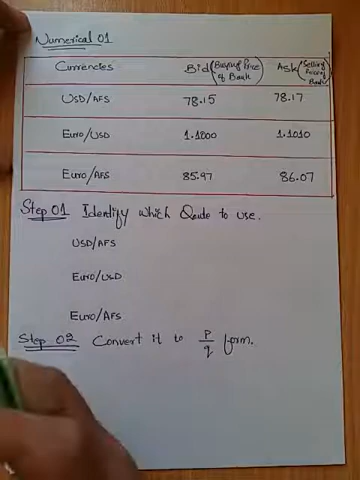 Numerical 01
Currencies Bid (Buying Price of Bank) Ask (Selling Price of Bank)
USD/AFS 78.15 78.17
Euro/USD 1.1000 1.1010
Euro/AFS 85.97 86.07
Step 01 Identify which Qoute to use.
USD/AFS
Euro/USD
Euro/AFS
Step 02 Convert it to P/q form.